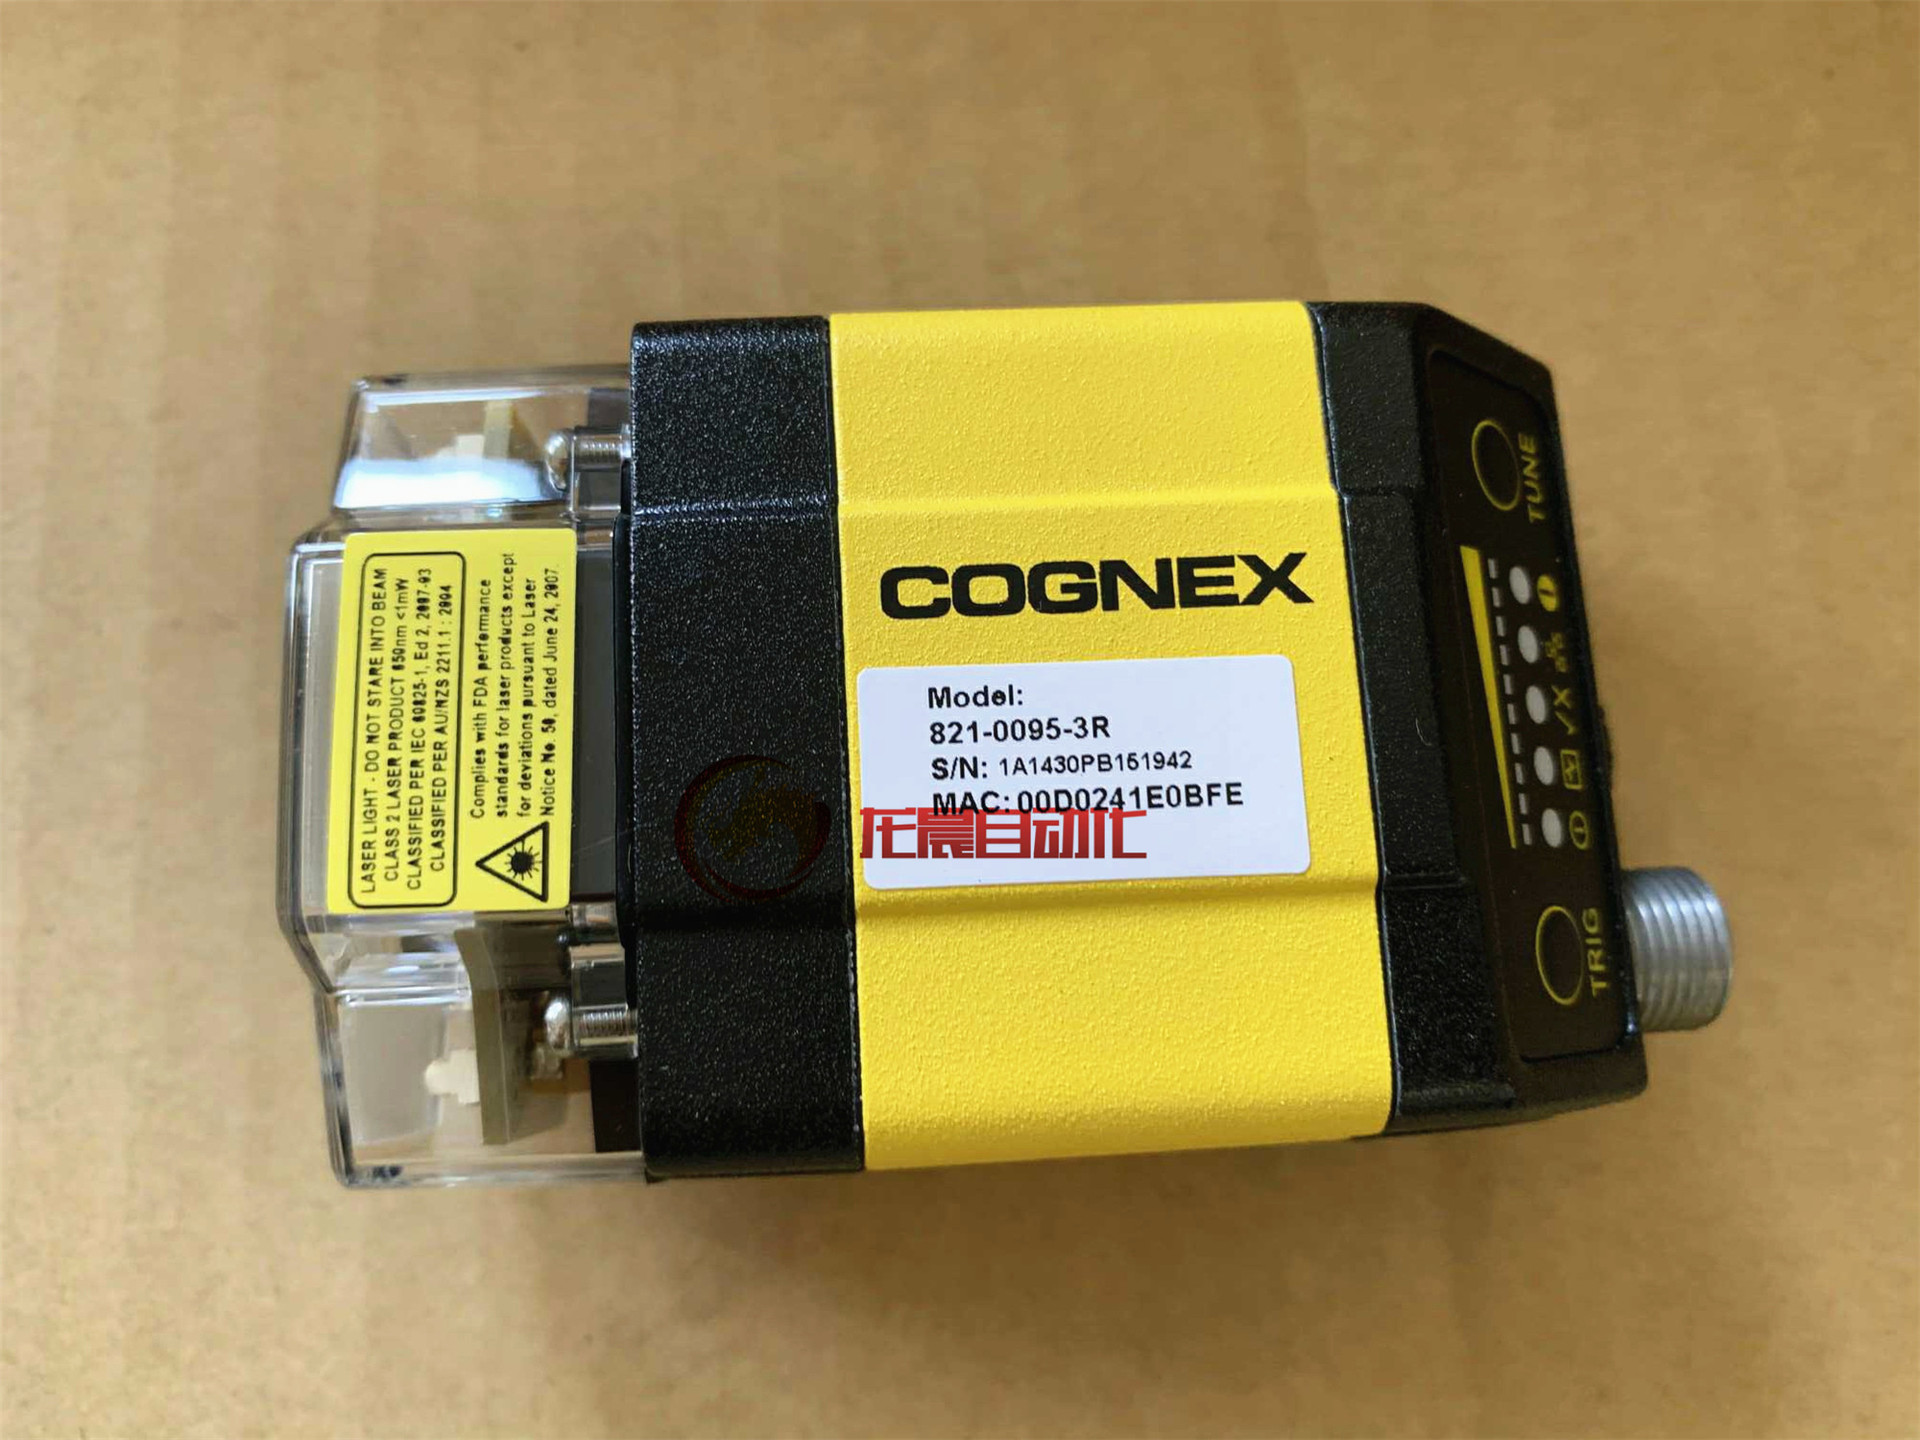 LASER LIGHT - DO NOT STARE INTO BEAM
CLASS 2 LASER PRODUCT 650nm <1mW
CLASSIFIED PER IEC 60825-1, Ed 2, 2007-03
CLASSIFIED PER AU/NZS 2211.1 : 2004
Complies with FDA performance
standards for laser products except
for deviations pursuant to Laser
Notice No. 50, dated June 24, 2007.
COGNEX
Model:
821-0095-3R
S/N: 1A1430PB151942
MAC: 00D0241E0BFE
龙晨自动化
TUNE
TRIG